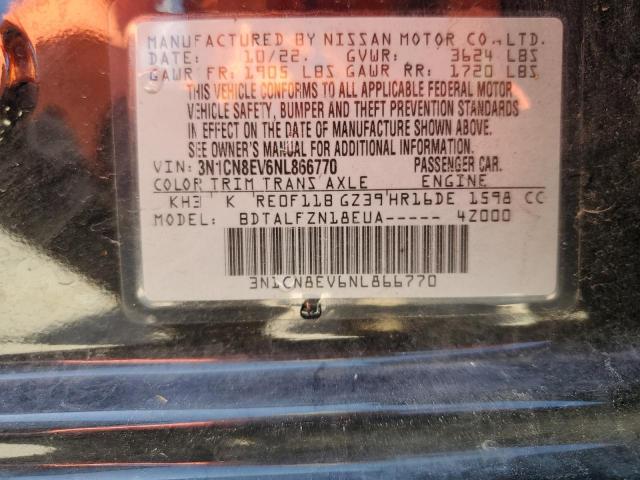 MANUFACTURED BY NISSAN MOTOR CO.,LTD.
DATE: 10/22. GVWR: 3624 LBS
GAWR FR: 1905 LBS GAWR RR: 1720 LBS
THIS VEHICLE CONFORMS TO ALL APPLICABLE FEDERAL MOTOR
VEHICLE SAFETY, BUMPER AND THEFT PREVENTION STANDARDS
IN EFFECT ON THE DATE OF MANUFACTURE SHOWN ABOVE.
SEE OWNER'S MANUAL FOR ADDITIONAL INFORMATION.
VIN: 3N1CN8EV6NL866770 PASSENGER CAR.
COLOR TRIM TRANS AXLE ENGINE
KH3 K RE0F11B GZ39 HR16DE 1598 CC
MODEL: BDTALFZN18EUA----- 4Z000
3N1CN8EV6NL866770